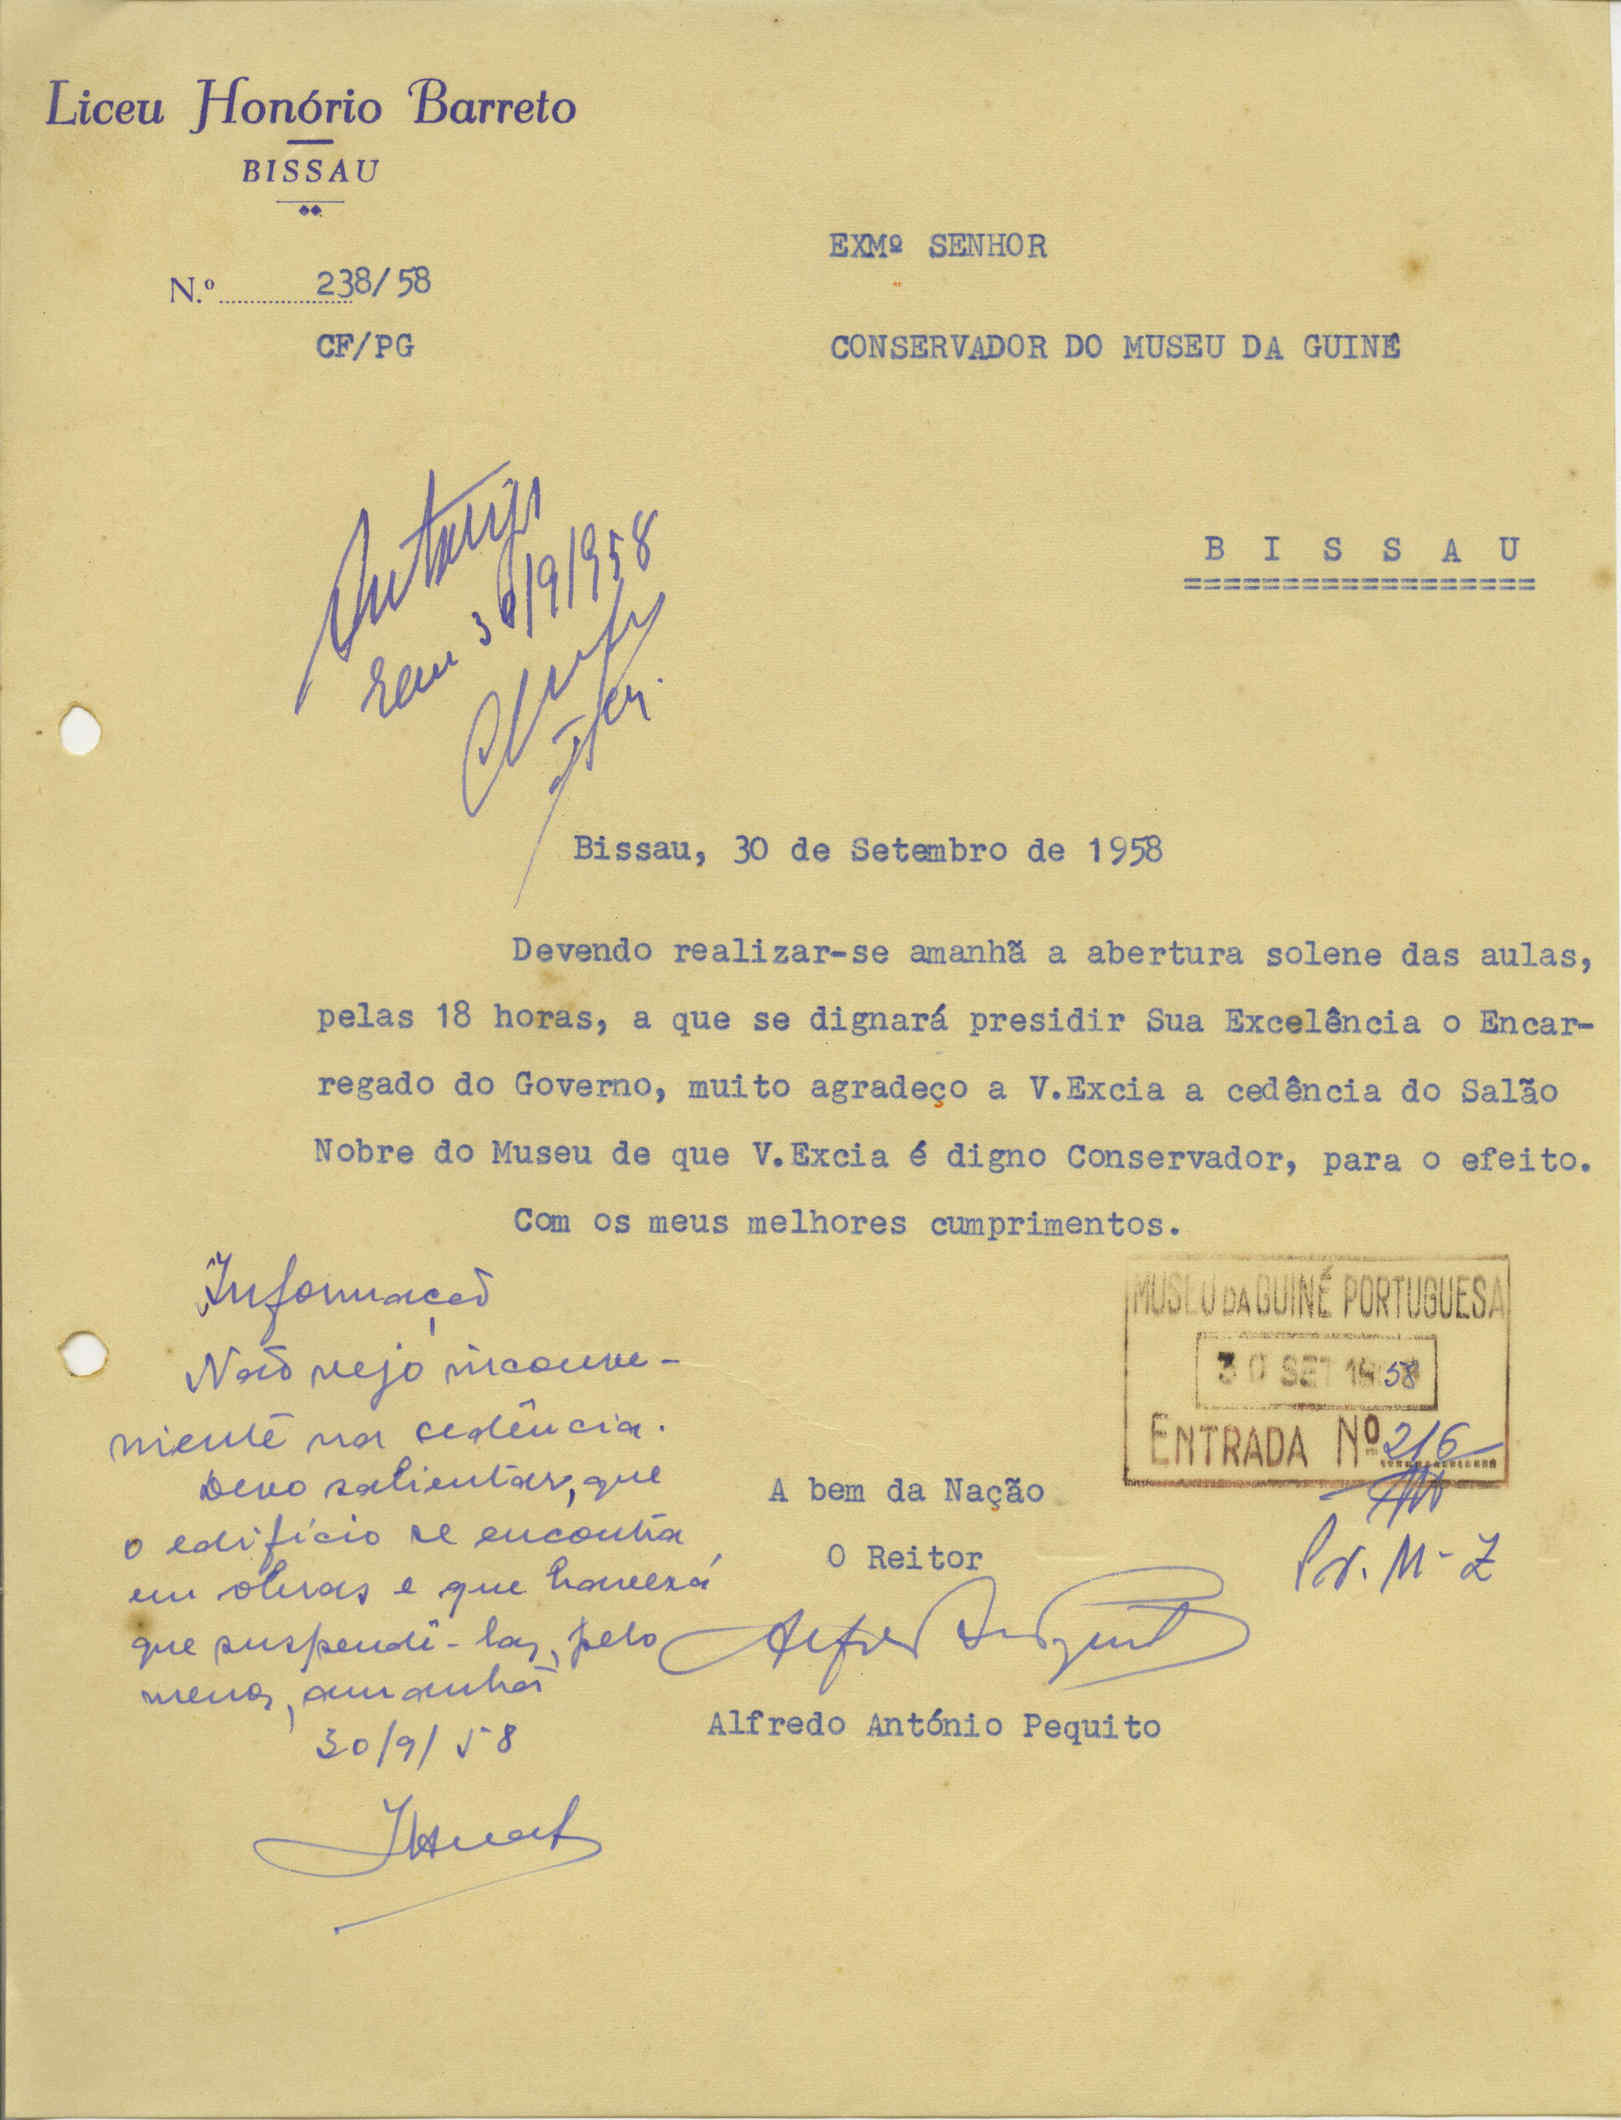 Liceu Honório Barreto
BISSAU
N.º 238/58
CF/PG
EXMº SENHOR
CONSERVADOR DO MUSEU DA GUINÉ
B I S S A U
==================
em 30/9/1958
Bissau, 30 de Setembro de 1958
Devendo realizar-se amanhã a abertura solene das aulas,
pelas 18 horas, a que se dignará presidir Sua Excelência o Encar-
regado do Governo, muito agradeço a V.Excia a cedência do Salão
Nobre do Museu de que V.Excia é digno Conservador, para o efeito.
Com os meus melhores cumprimentos.
Informação
Não vejo inconve-
niente na cedência.
Devo salientar, que
o edifício se encontra
em obras e que haverá
que suspendê-las, pelo
menos, amanhã
30/9/58
MUSEU DA GUINÉ PORTUGUESA
30 SET 1958
ENTRADA Nº 216
A bem da Nação
O Reitor
Alfredo António Pequito